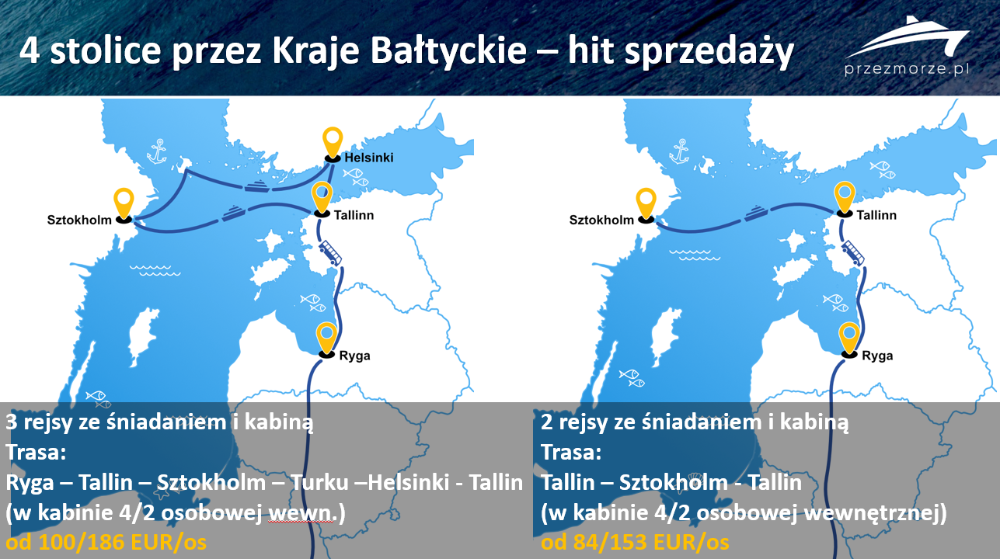 4 stolice przez Kraje Bałtyckie – hit sprzedaży
przezmorze.pl
Helsinki
Sztokholm
Tallinn
Ryga
3 rejsy ze śniadaniem i kabiną
Trasa:
Ryga – Tallin – Sztokholm – Turku –Helsinki - Tallin
(w kabinie 4/2 osobowej wewn.)
od 100/186 EUR/os
Sztokholm
Tallinn
Ryga
2 rejsy ze śniadaniem i kabiną
Trasa:
Tallin – Sztokholm - Tallin
(w kabinie 4/2 osobowej wewnętrznej)
od 84/153 EUR/os